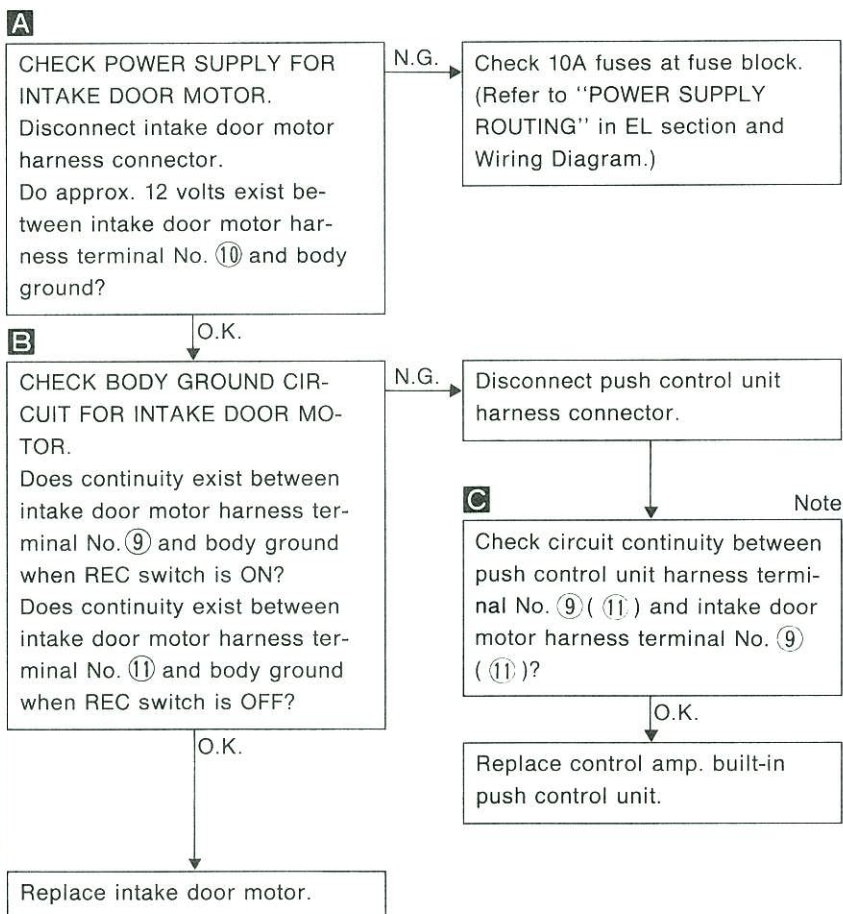 A
CHECK POWER SUPPLY FOR
INTAKE DOOR MOTOR.
Disconnect intake door motor
harness connector.
Do approx. 12 volts exist be-
tween intake door motor har-
ness terminal No. ⑩ and body
ground?
N.G.
Check 10A fuses at fuse block.
(Refer to "POWER SUPPLY
ROUTING" in EL section and
Wiring Diagram.)
O.K.
B
CHECK BODY GROUND CIR-
CUIT FOR INTAKE DOOR MO-
TOR.
Does continuity exist between
intake door motor harness ter-
minal No. ⑨ and body ground
when REC switch is ON?
Does continuity exist between
intake door motor harness ter-
minal No. ⑪ and body ground
when REC switch is OFF?
N.G.
Disconnect push control unit
harness connector.
C
Note
Check circuit continuity between
push control unit harness termi-
nal No. ⑨ ( ⑪ ) and intake door
motor harness terminal No. ⑨
( ⑪ )?
O.K.
Replace control amp. built-in
push control unit.
O.K.
Replace intake door motor.